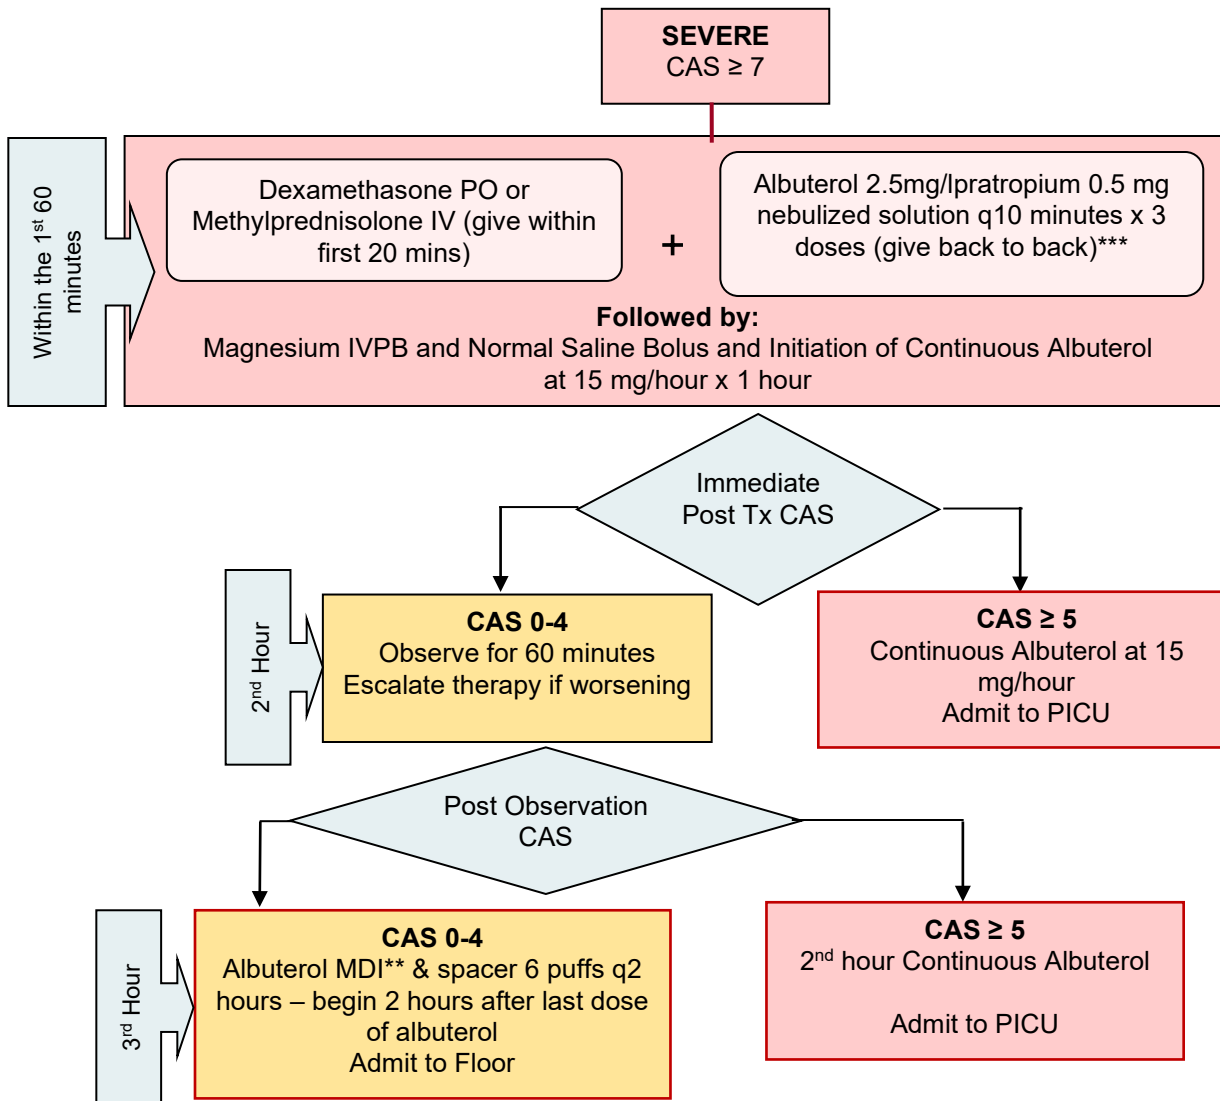 SEVERE
CAS ≥ 7
Within the 1st 60
minutes
Dexamethasone PO or
Methylprednisolone IV (give within
first 20 mins)
+
Albuterol 2.5mg/Ipratropium 0.5 mg
nebulized solution q10 minutes x 3
doses (give back to back)***
Followed by:
Magnesium IVPB and Normal Saline Bolus and Initiation of Continuous Albuterol
at 15 mg/hour x 1 hour
Immediate
Post Tx CAS
2nd Hour
CAS 0-4
Observe for 60 minutes
Escalate therapy if worsening
CAS ≥ 5
Continuous Albuterol at 15
mg/hour
Admit to PICU
Post Observation
CAS
3rd Hour
CAS 0-4
Albuterol MDI** & spacer 6 puffs q2
hours – begin 2 hours after last dose
of albuterol
Admit to Floor
CAS ≥ 5
2nd hour Continuous Albuterol
Admit to PICU